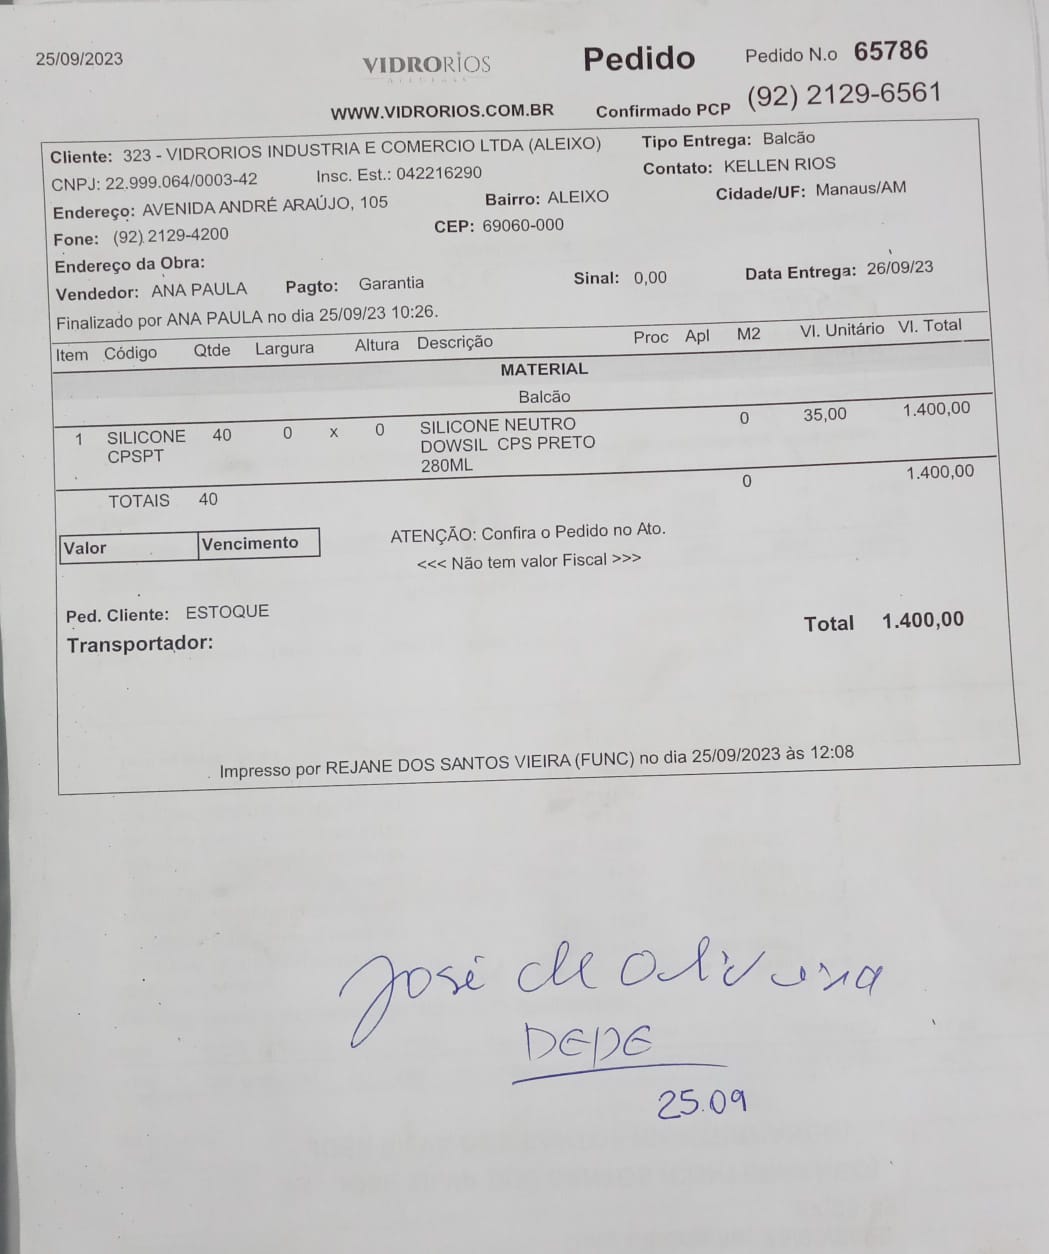 25/09/2023 VIDRORIOS Pedido Pedido N.o 65786
WWW.VIDRORIOS.COM.BR Confirmado PCP (92) 2129-6561
Cliente: 323 - VIDRORIOS INDUSTRIA E COMERCIO LTDA (ALEIXO) Tipo Entrega: Balcão
CNPJ: 22.999.064/0003-42 Insc. Est.: 042216290 Contato: KELLEN RIOS
Endereço: AVENIDA ANDRÉ ARAÚJO, 105 Bairro: ALEIXO Cidade/UF: Manaus/AM
Fone: (92) 2129-4200 CEP: 69060-000
Endereço da Obra:
Vendedor: ANA PAULA Pagto: Garantia Sinal: 0,00 Data Entrega: 26/09/23
Finalizado por ANA PAULA no dia 25/09/23 10:26.
Item Código Qtde Largura Altura Descrição Proc Apl M2 Vl. Unitário Vl. Total
MATERIAL
Balcão
1 SILICONE 40 0 x 0 SILICONE NEUTRO 0 35,00 1.400,00
CPSPT DOWSIL CPS PRETO
280ML
TOTAIS 40 0 1.400,00
Valor Vencimento ATENÇÃO: Confira o Pedido no Ato.
<<< Não tem valor Fiscal >>>
Ped. Cliente: ESTOQUE Total 1.400,00
Transportador:
Impresso por REJANE DOS SANTOS VIEIRA (FUNC) no dia 25/09/2023 às 12:08
José de Oliveira
DEDE
25.09